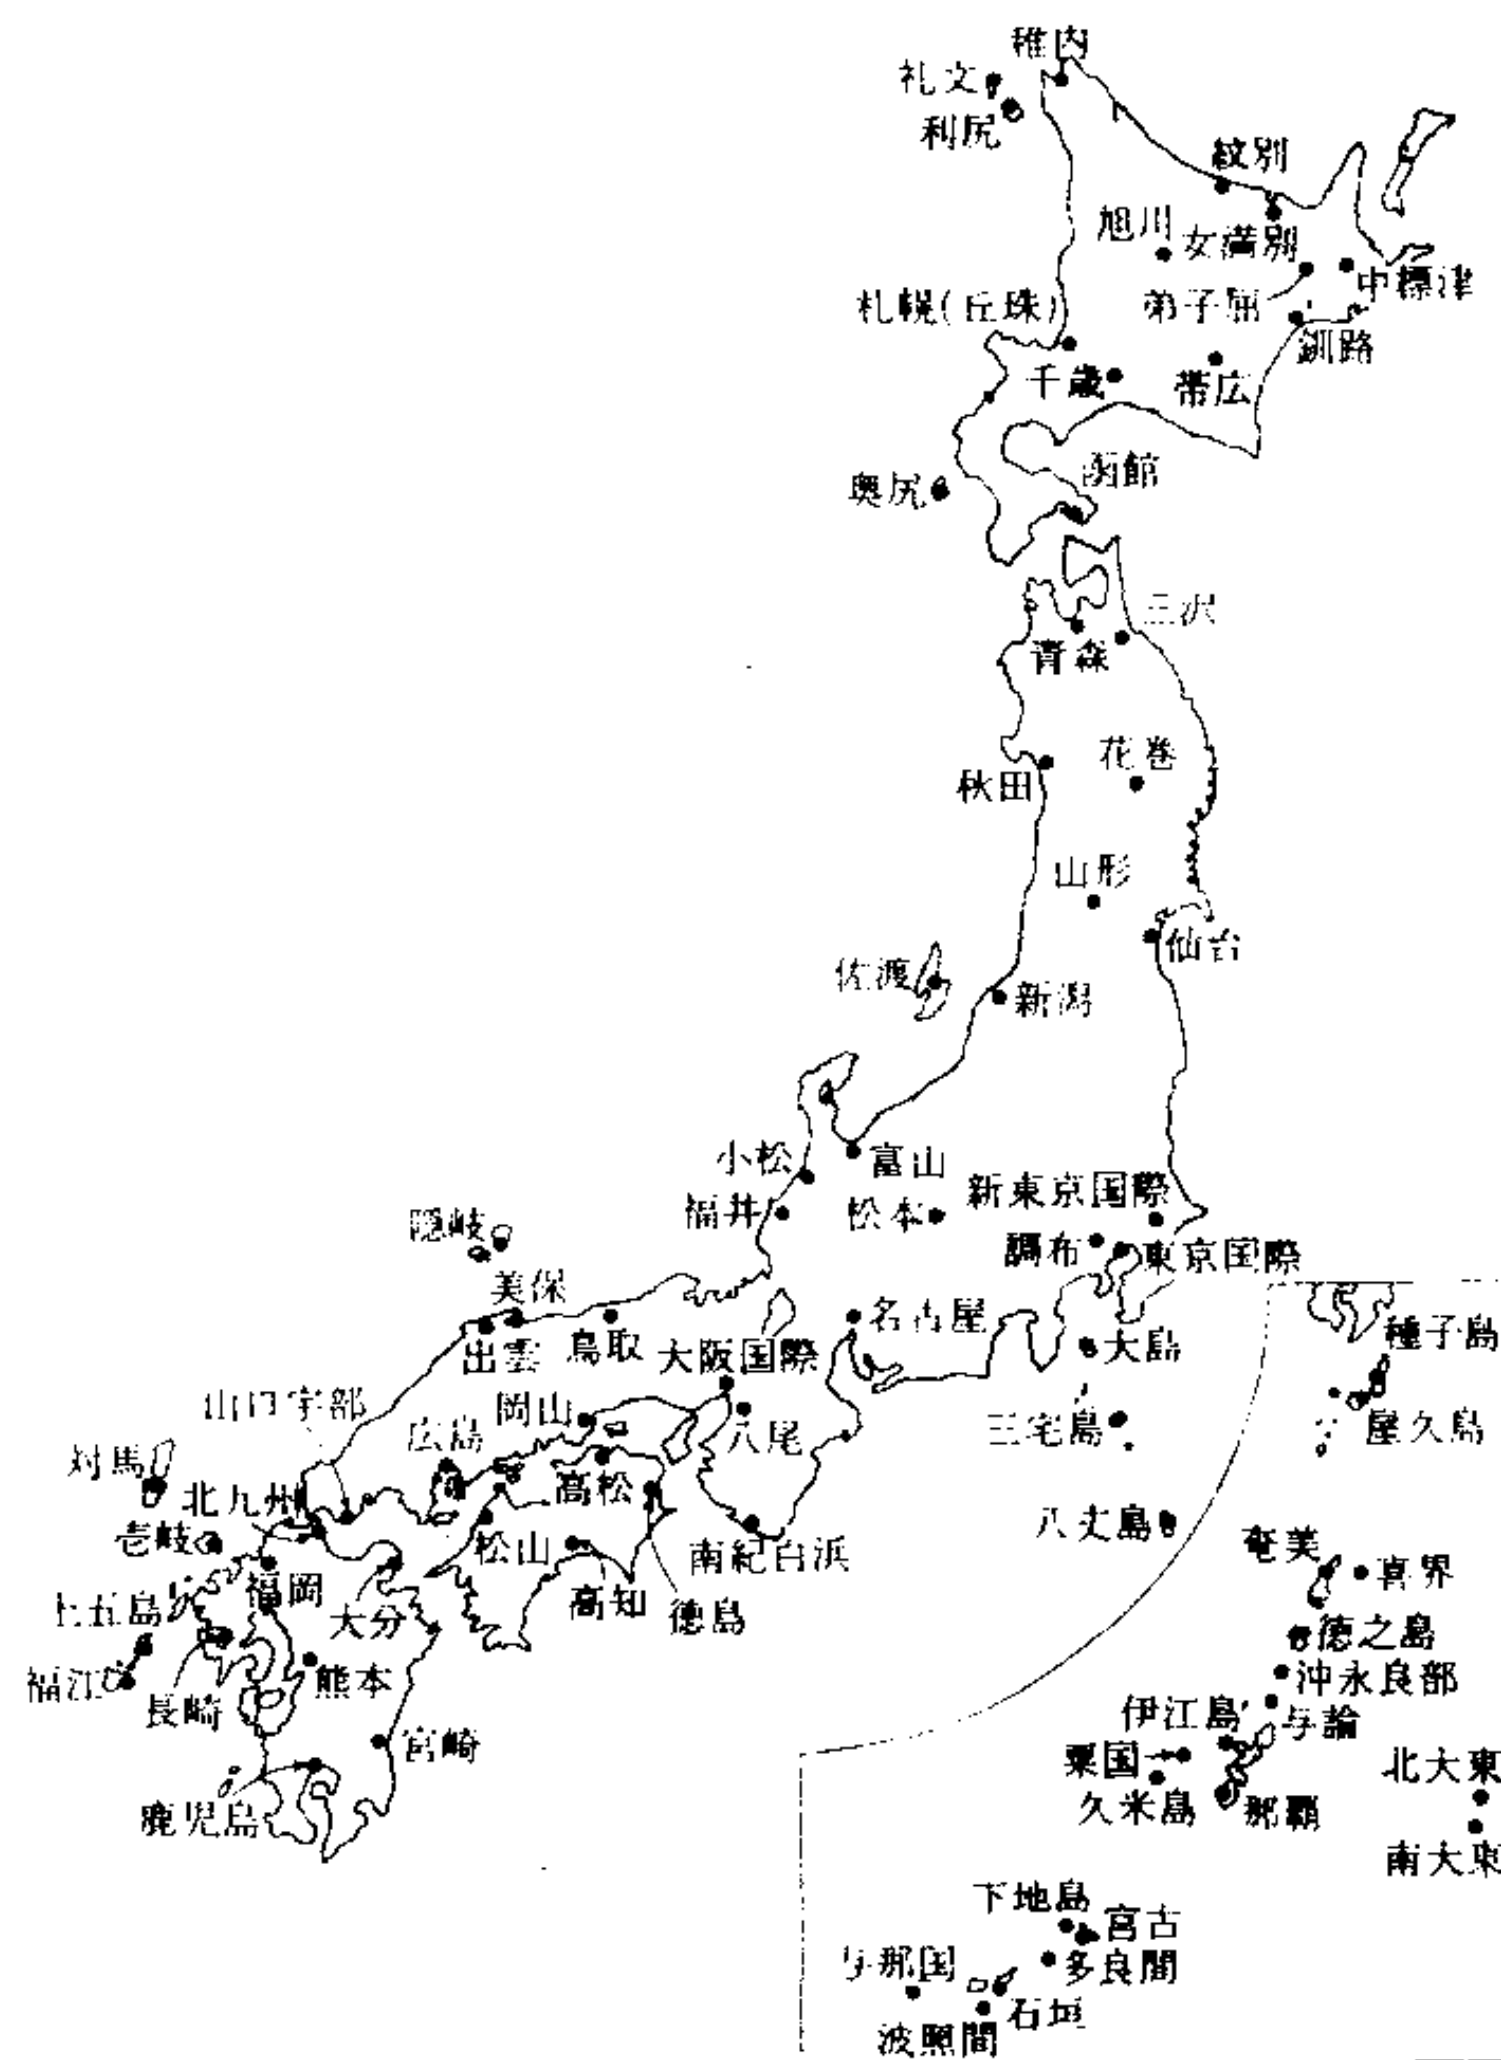 稚内
礼文
利尻
紋別
旭川
女満別
中標津
弟子屈
札幌(丘珠)
釧路
千歳
帯広
函館
奥尻
三沢
青森
花巻
秋田
山形
仙台
佐渡
新潟
小松
富山
新東京国際
福井
松本
隠岐
調布
東京国際
美保
名古屋
種子島
出雲
鳥取
大阪国際
大島
山口宇部
岡山
広島
八尾
三宅島
屋久島
対馬
北九州
高松
壱岐
松山
南紀白浜
八丈島
奄美
喜界
福岡
上五島
大分
高知
徳島
徳之島
福江
熊本
沖永良部
長崎
伊江島
与論
宮崎
粟国
北大東
久米島
那覇
鹿児島
南大東
下地島
宮古
与那国
多良間
石垣
波照間